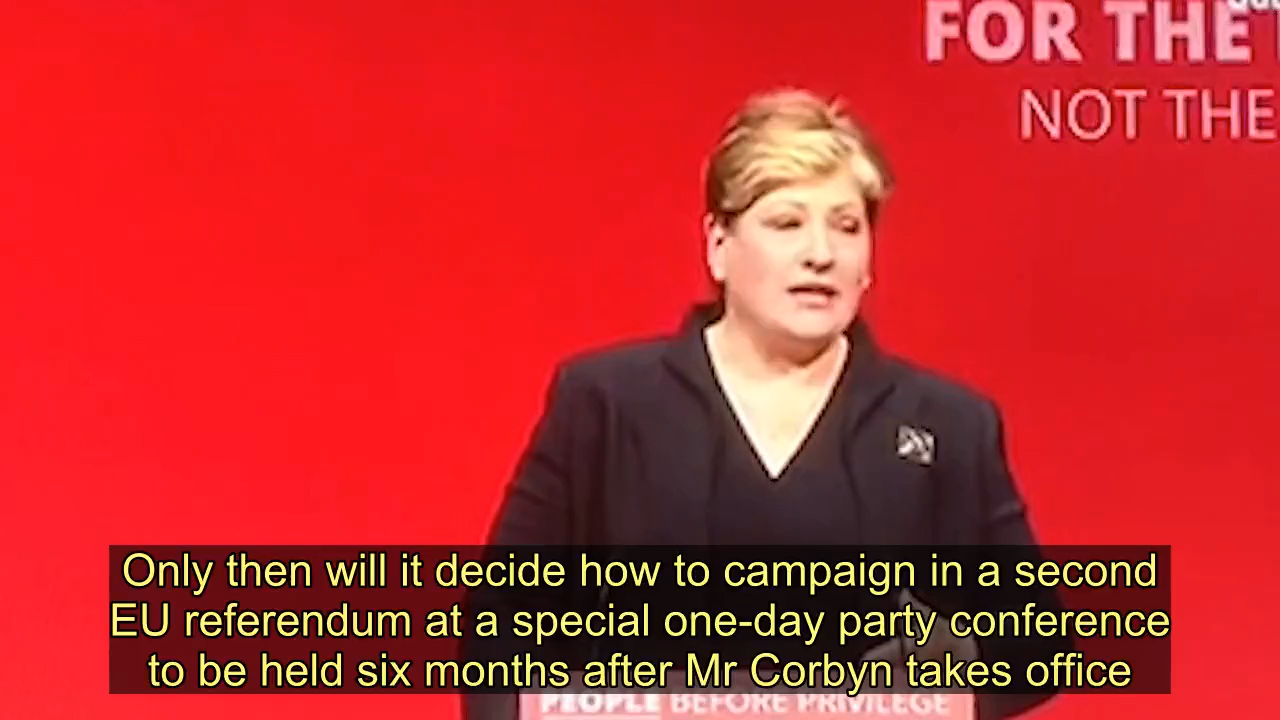 FOR THE
NOT THE
Only then will it decide how to campaign in a second
EU referendum at a special one-day party conference
to be held six months after Mr Corbyn takes office
PEOPLE BEFORE PRIVILEGE